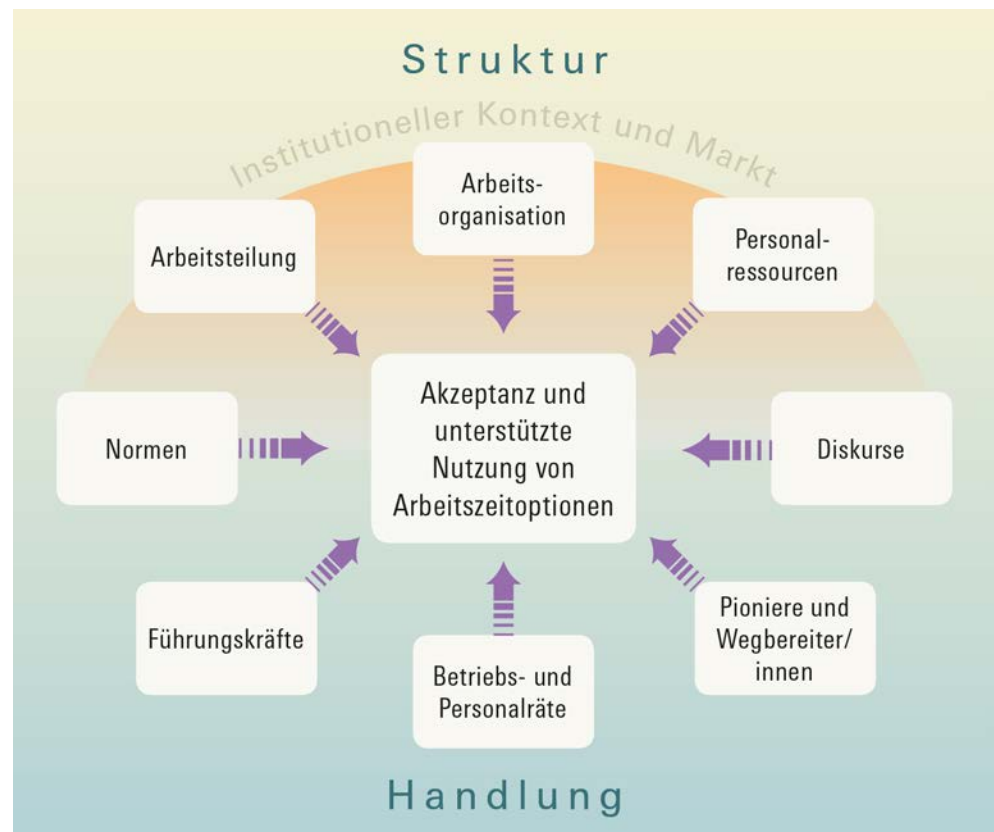 Struktur
Institutioneller Kontext und Markt
Arbeits-
organisation
Arbeitsteilung
Personal-
ressourcen
Akzeptanz und
unterstützte
Nutzung von
Arbeitszeitoptionen
Normen
Diskurse
Führungskräfte
Betriebs- und
Personalräte
Pioniere und
Wegbereiter/
innen
Handlung